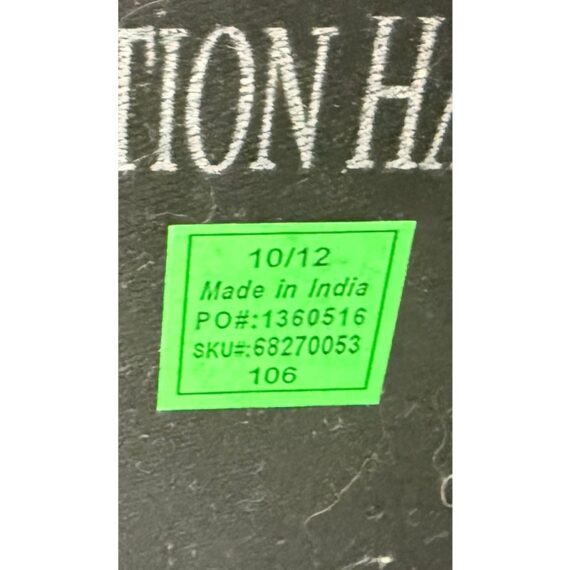 TION HA
10/12
Made in India
PO#:1360516
SKU#:68270053
106